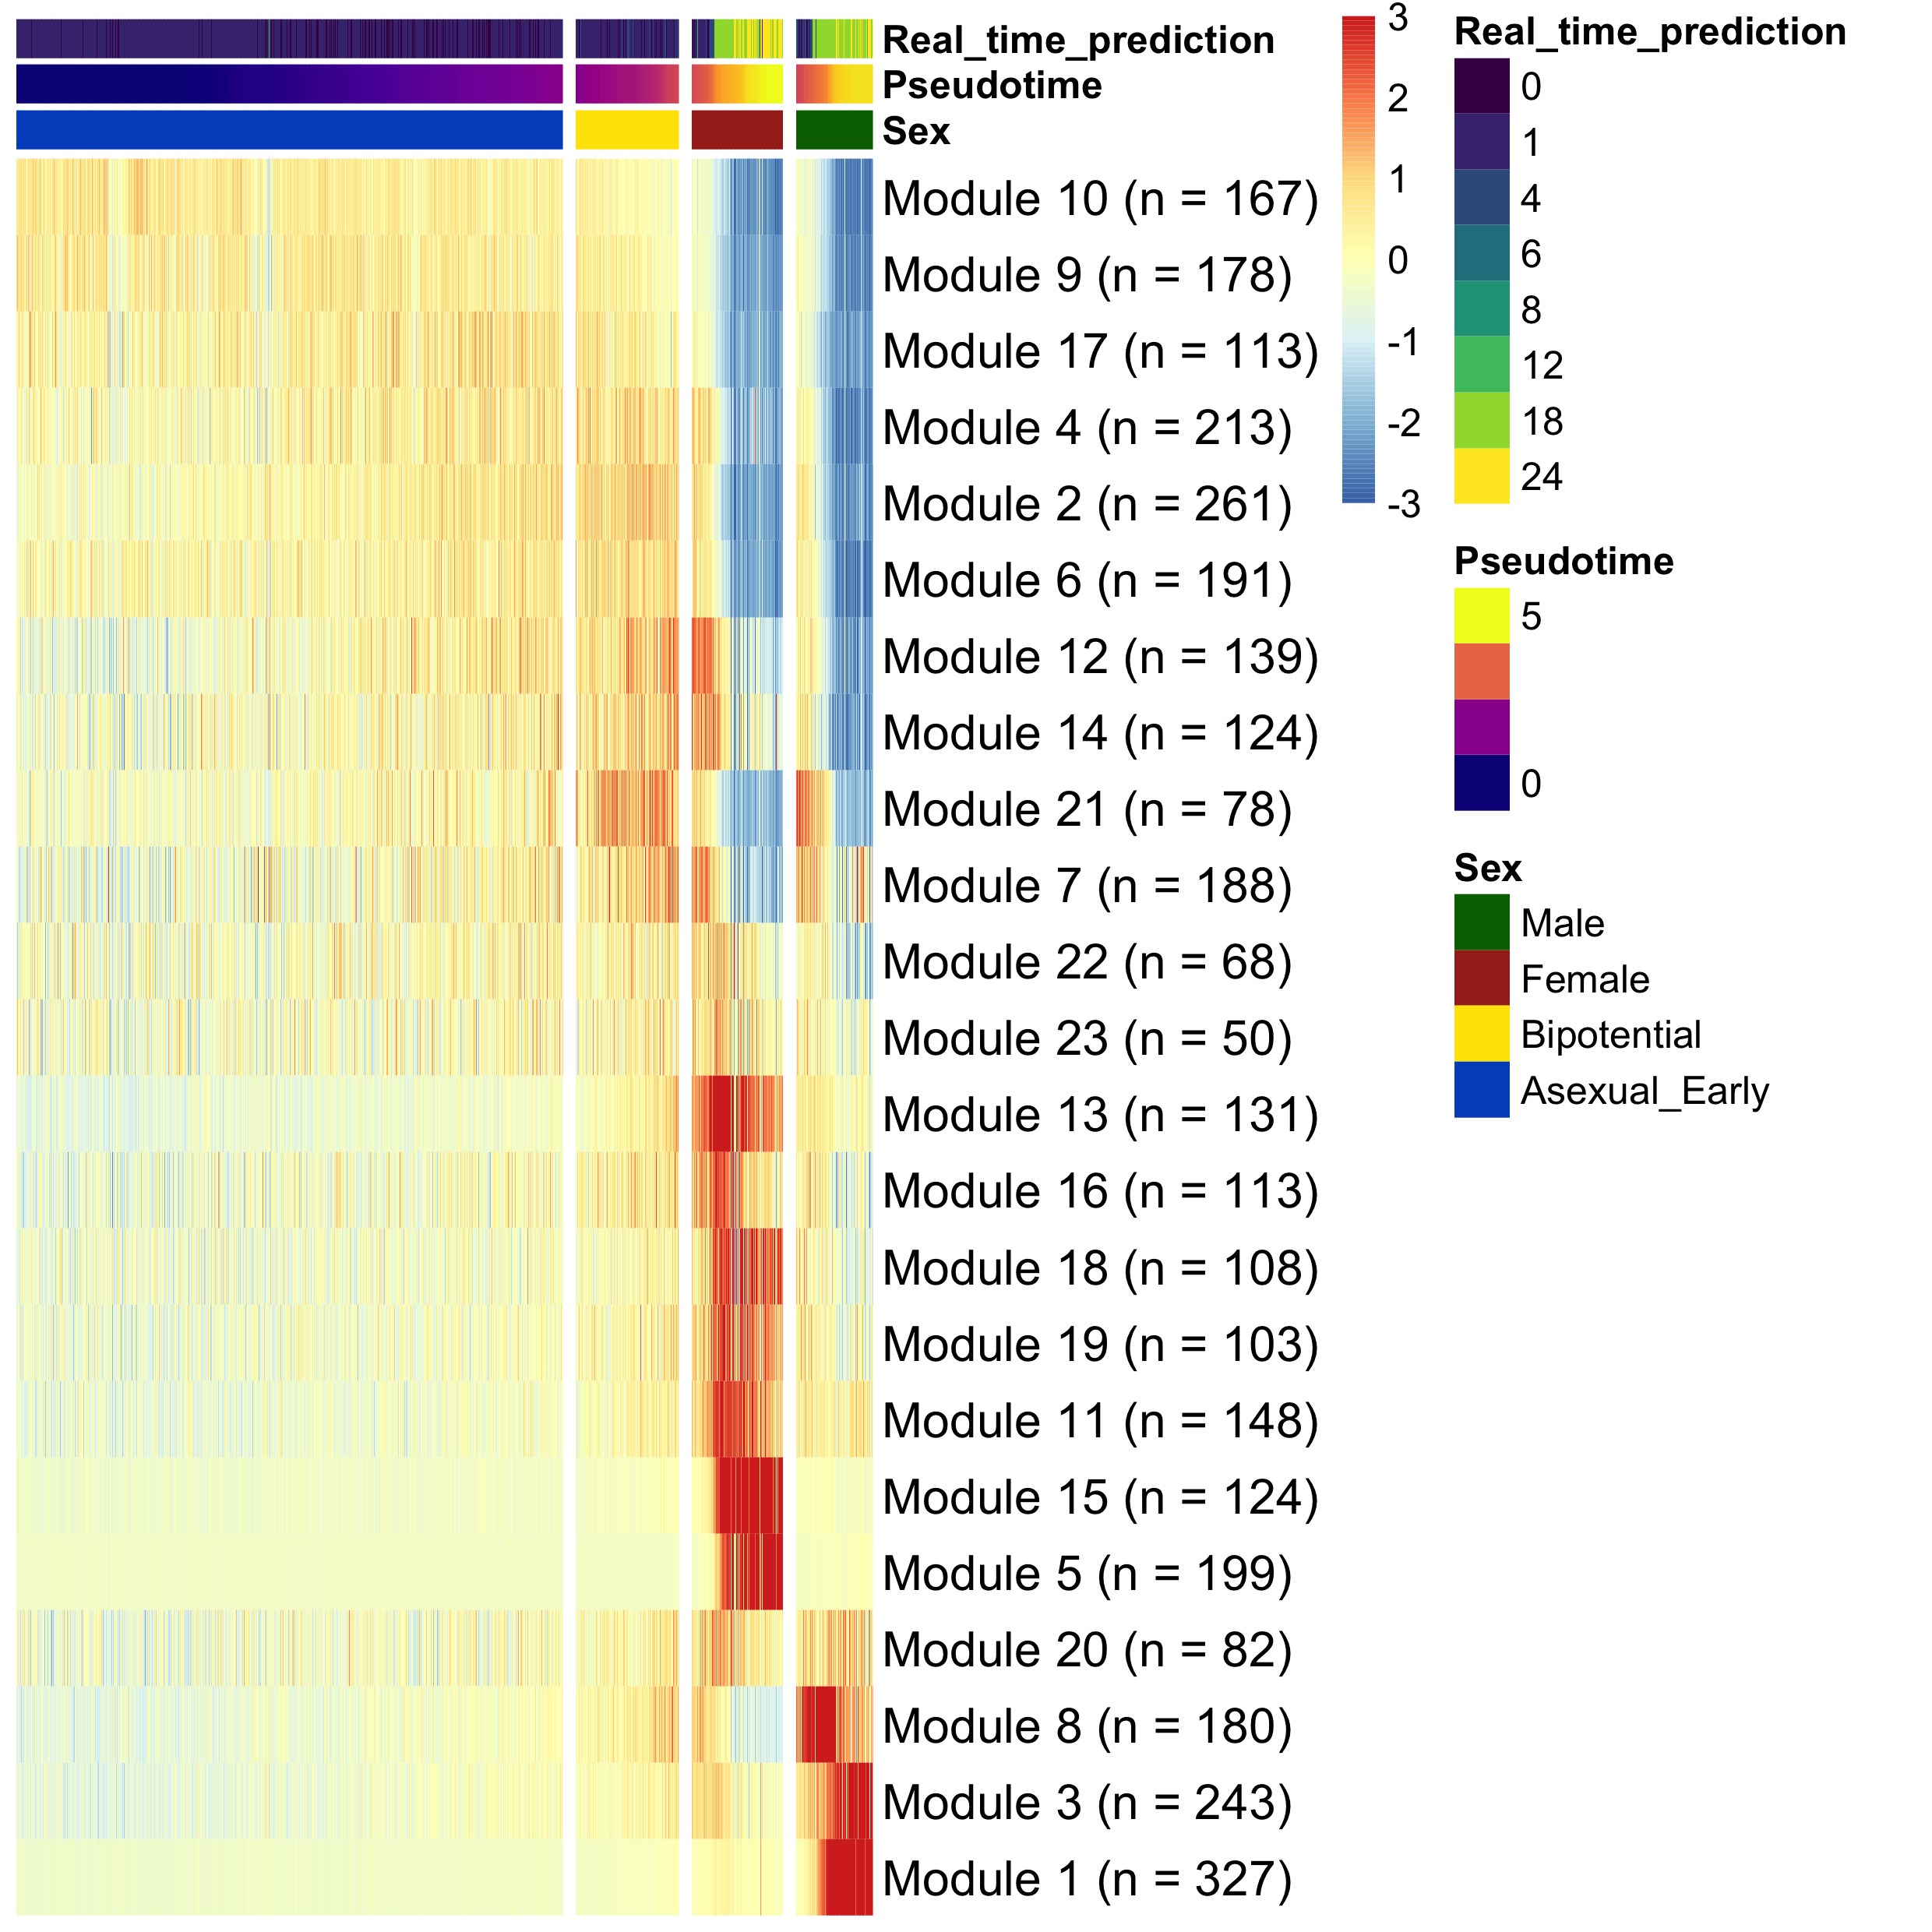 Real_time_prediction
Pseudotime
Sex
Module 10 (n = 167)
Module 9 (n = 178)
Module 17 (n = 113)
Module 4 (n = 213)
Module 2 (n = 261)
Module 6 (n = 191)
Module 12 (n = 139)
Module 14 (n = 124)
Module 21 (n = 78)
Module 7 (n = 188)
Module 22 (n = 68)
Module 23 (n = 50)
Module 13 (n = 131)
Module 16 (n = 113)
Module 18 (n = 108)
Module 19 (n = 103)
Module 11 (n = 148)
Module 15 (n = 124)
Module 5 (n = 199)
Module 20 (n = 82)
Module 8 (n = 180)
Module 3 (n = 243)
Module 1 (n = 327)
3
2
1
0
-1
-2
-3
Real_time_prediction
0
1
4
6
8
12
18
24
Pseudotime
5
0
Sex
Male
Female
Bipotential
Asexual_Early